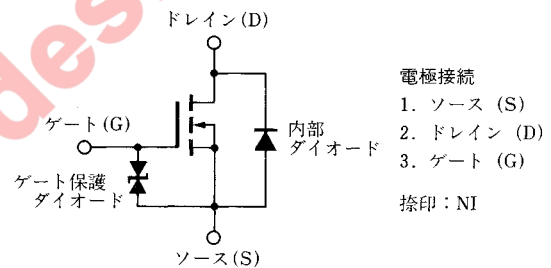 ドレイン(D)
ゲート(G)
内部
ダイオード
ゲート保護
ダイオード
ソース(S)
電極接続
1. ソース (S)
2. ドレイン (D)
3. ゲート (G)
捺印:NI
des